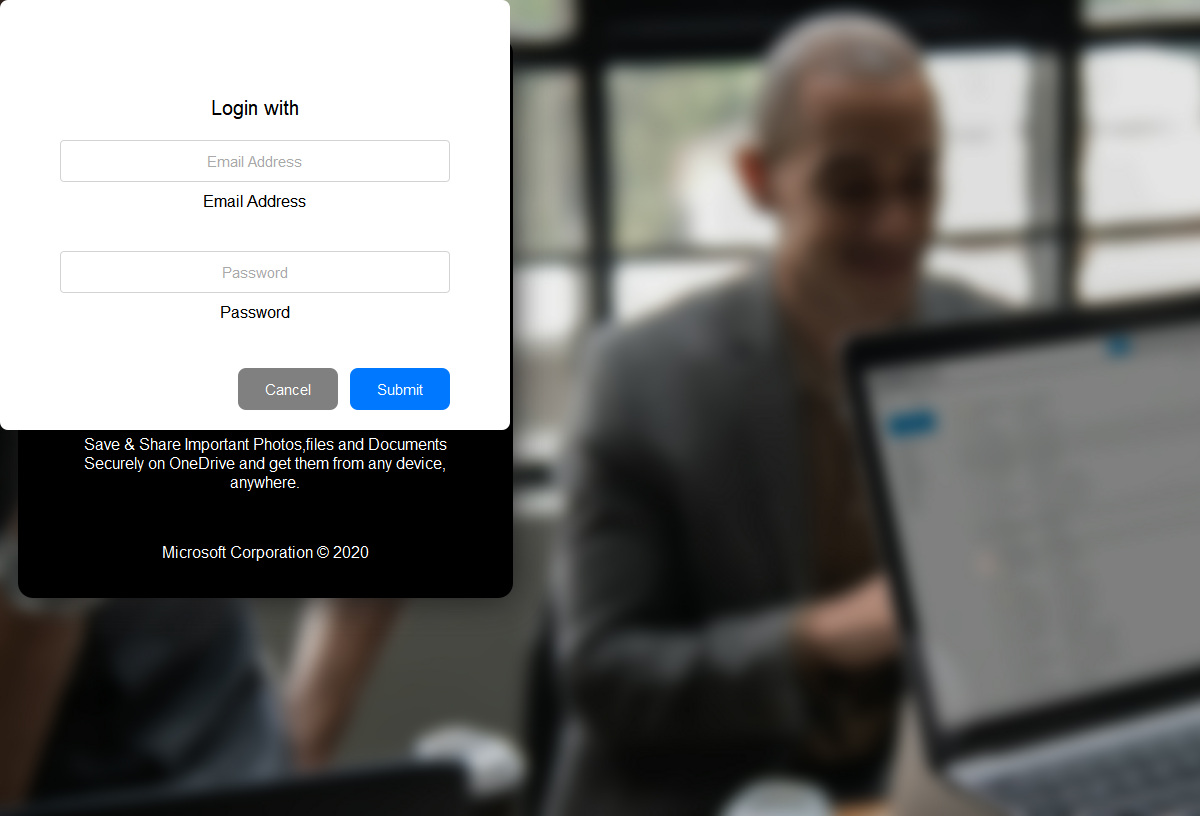 Login with
Email Address
Email Address
Password
Password
Cancel Submit
Save & Share Important Photos,files and Documents
Securely on OneDrive and get them from any device,
anywhere.
Microsoft Corporation © 2020